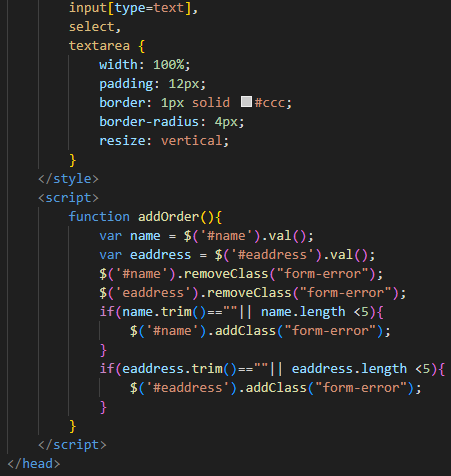 input[type=text],
select,
textarea {
width: 100%;
padding: 12px;
border: 1px solid #ccc;
border-radius: 4px;
resize: vertical;
}
</style>
<script>
function addOrder(){
var name = $('#name').val();
var eaddress = $('#eaddress').val();
$('#name').removeClass("form-error");
$('eaddress').removeClass("form-error");
if(name.trim()==""|| name.length <5){
$('#name').addClass("form-error");
}
if(eaddress.trim()==""|| eaddress.length <5){
$('#eaddress').addClass("form-error");
}
}
</script>
</head>